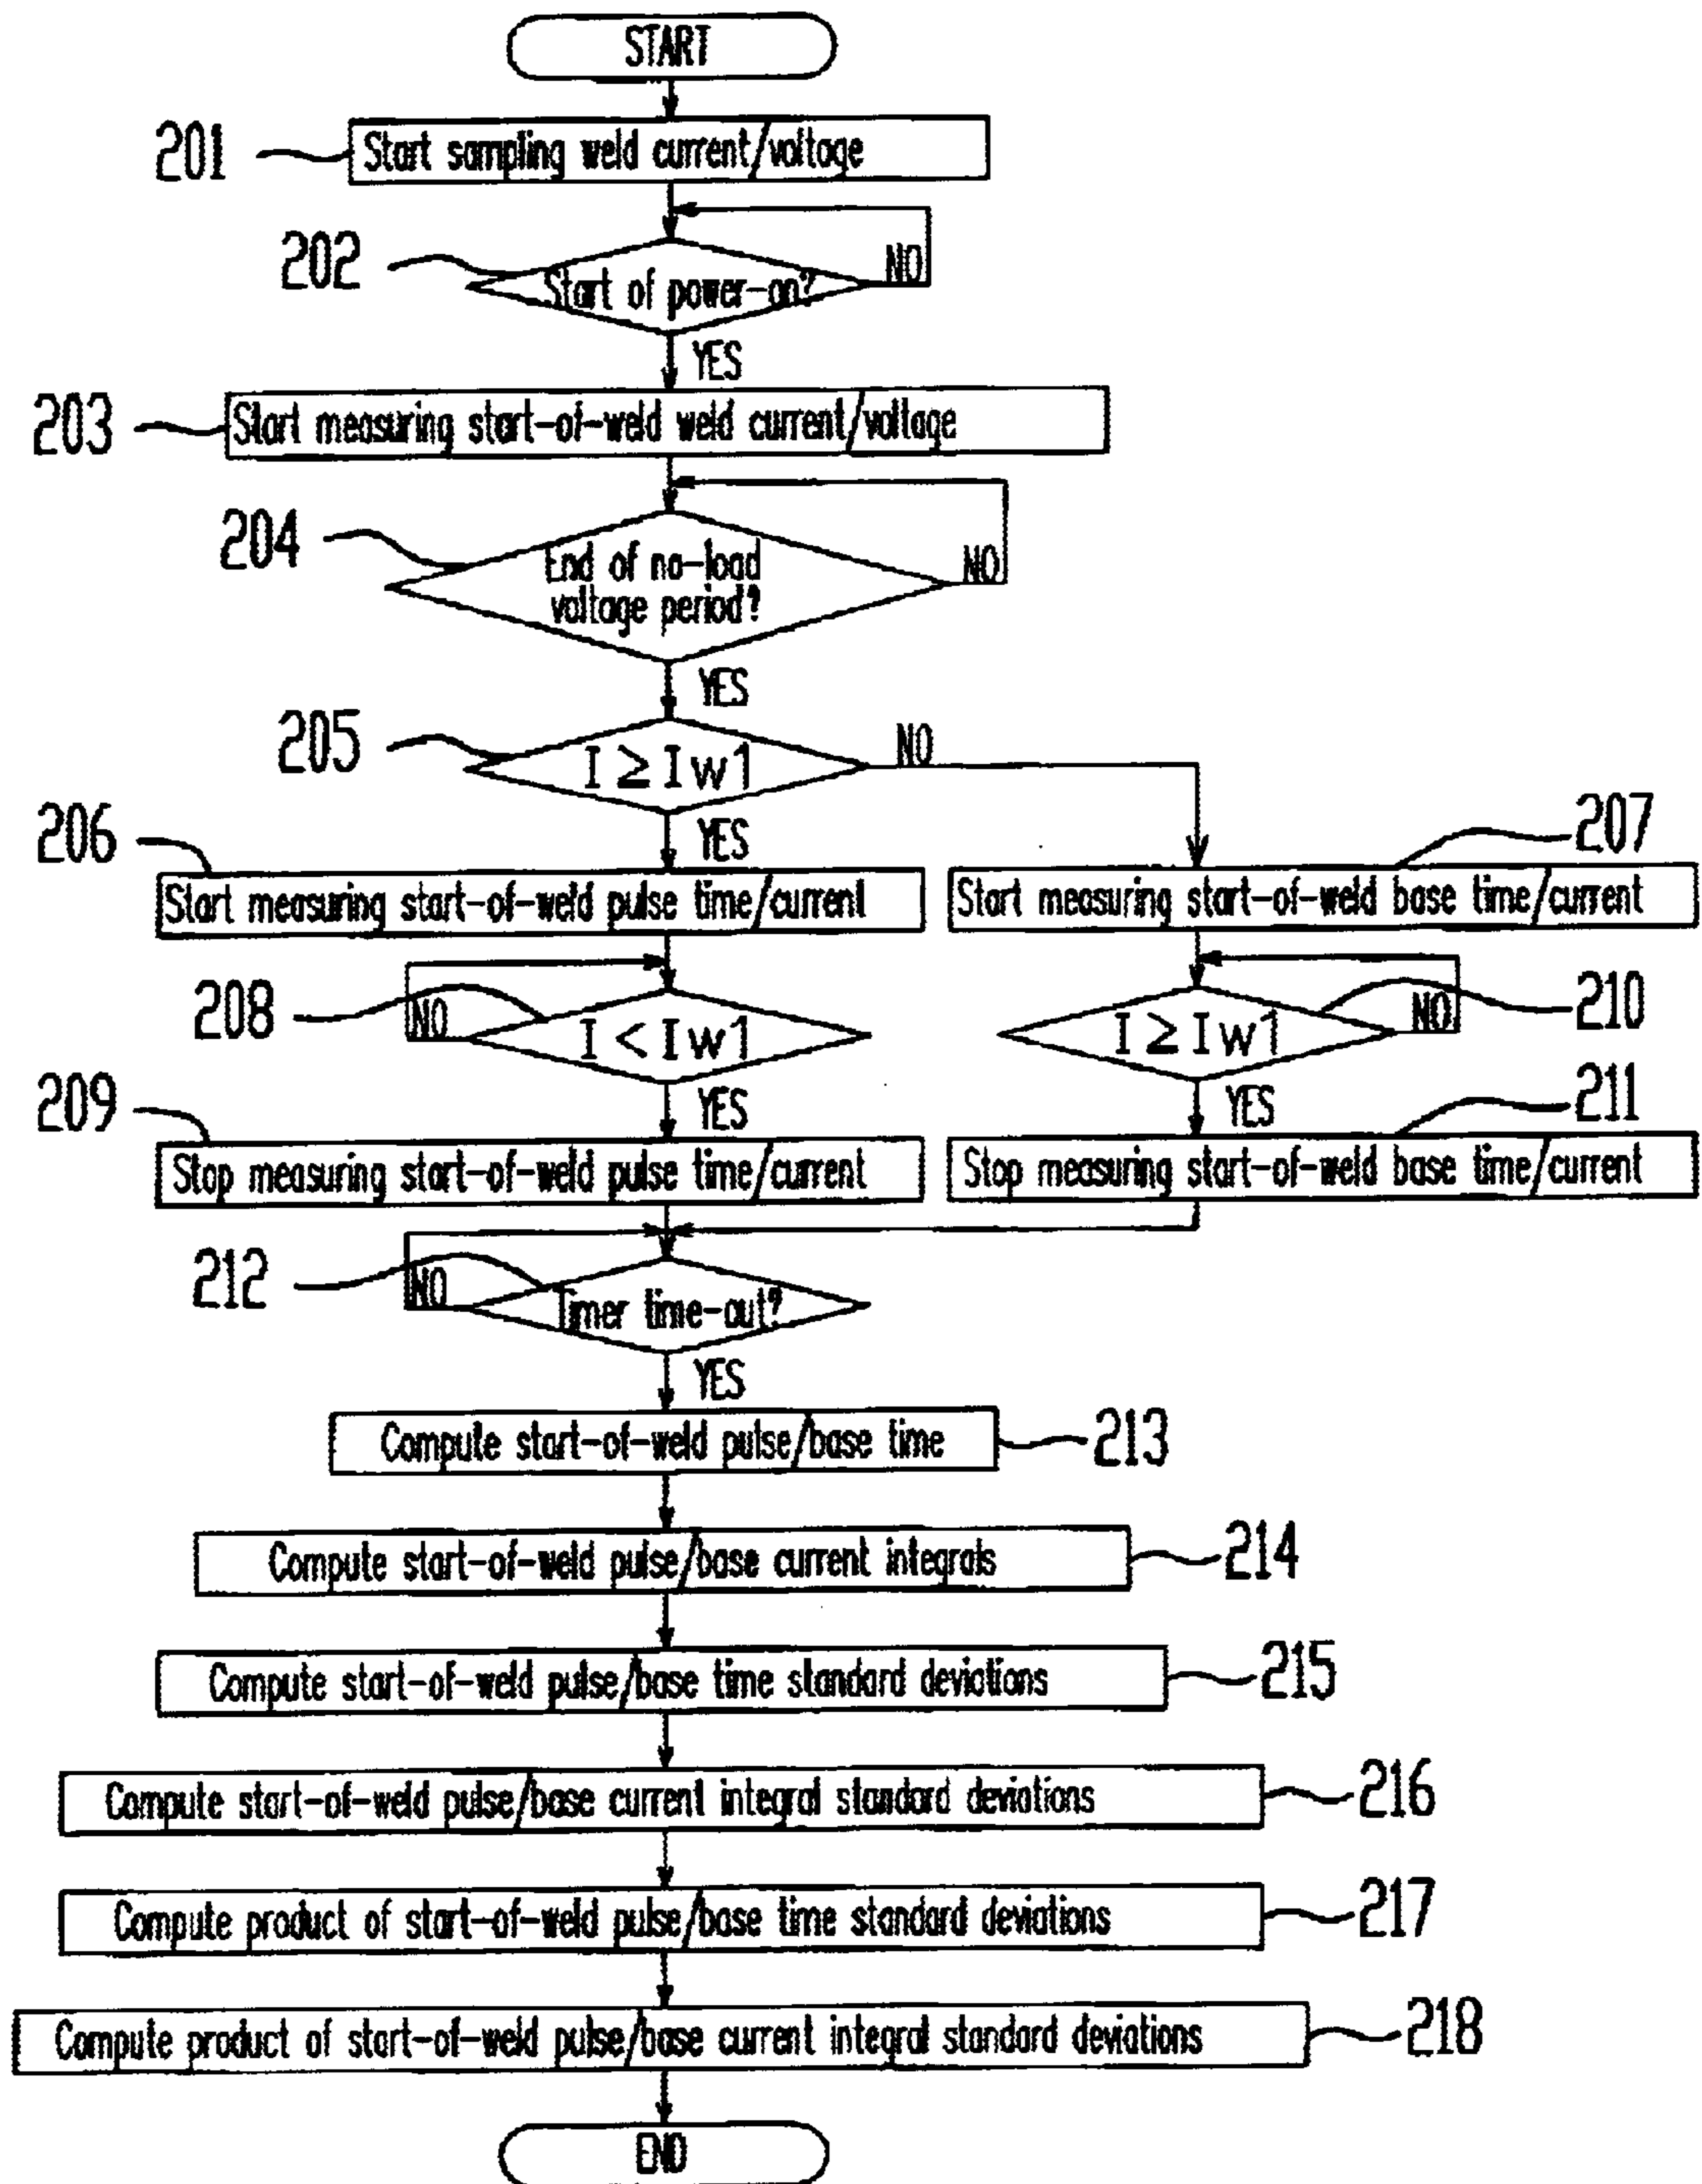 START
201
Start sampling weld current/voltage
202
Start of power-on?
NO
YES
203
Start measuring start-of-weld weld current/voltage
204
End of no-load
voltage period?
NO
YES
205
I ≥ Iw1
NO
YES
206
Start measuring start-of-weld pulse time/current
207
Start measuring start-of-weld base time/current
208
NO
I < Iw1
YES
I ≥ Iw1
NO
210
YES
209
Stop measuring start-of-weld pulse time/current
211
Stop measuring start-of-weld base time/current
212
NO
Timer time-out?
YES
Compute start-of-weld pulse/base time
213
Compute start-of-weld pulse/base current integrals
214
Compute start-of-weld pulse/base time standard deviations
215
Compute start-of-weld pulse/base current integral standard deviations
216
Compute product of start-of-weld pulse/base time standard deviations
217
Compute product of start-of-weld pulse/base current integral standard deviations
218
END